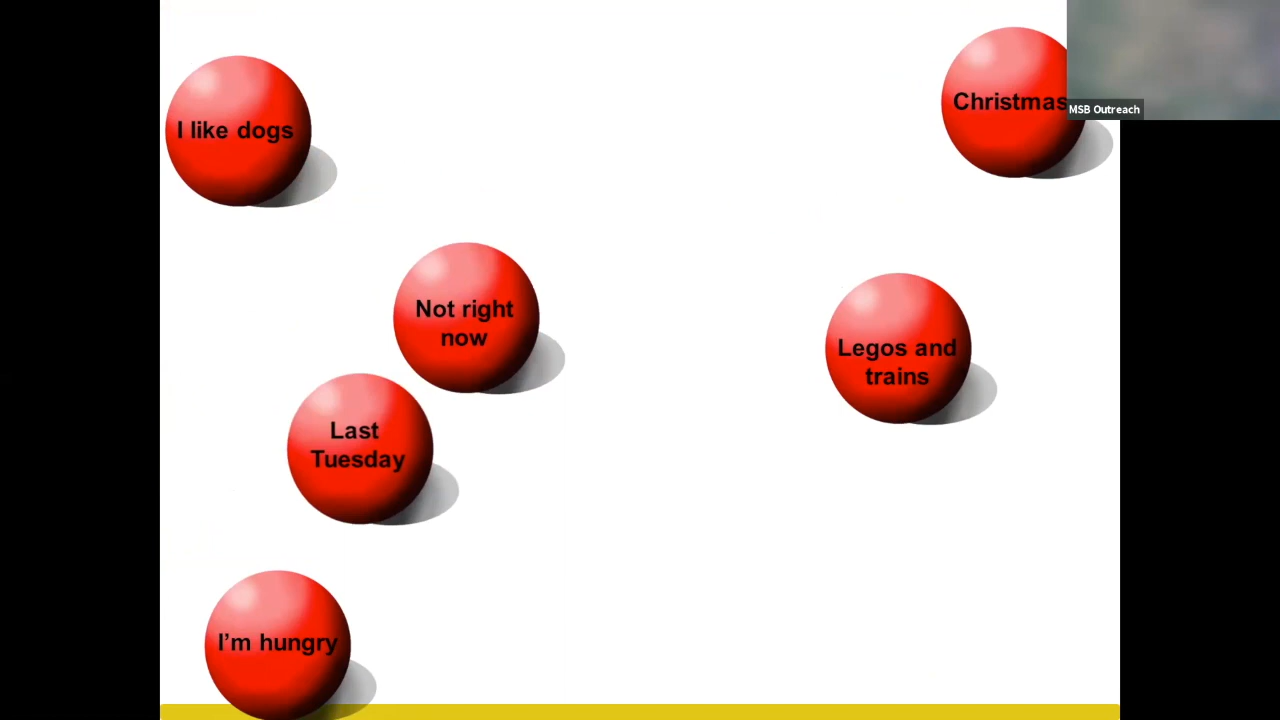 I like dogs
Christmas
MSB Outreach
Not right
now
Legos and
trains
Last
Tuesday
I'm hungry